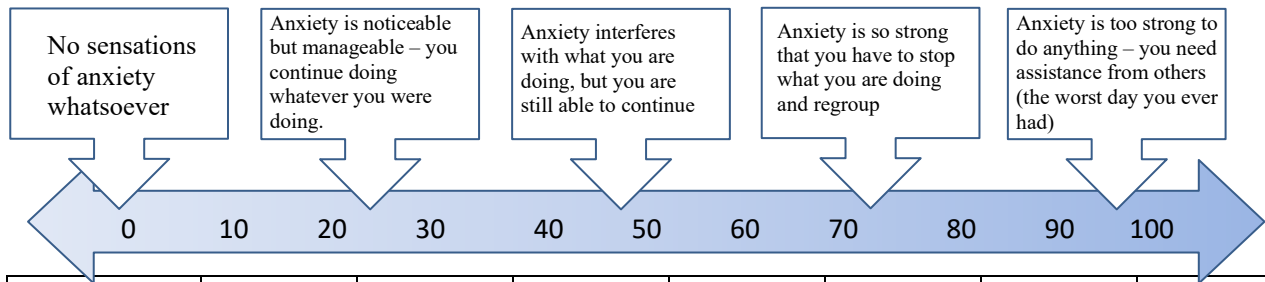 No sensations
of anxiety
whatsoever
Anxiety is noticeable
but manageable – you
continue doing
whatever you were
doing.
Anxiety interferes
with what you are
doing, but you are
still able to continue
Anxiety is so strong
that you have to stop
what you are doing
and regroup
Anxiety is too strong to
do anything – you need
assistance from others
(the worst day you ever
had)
0 10 20 30 40 50 60 70 80 90 100